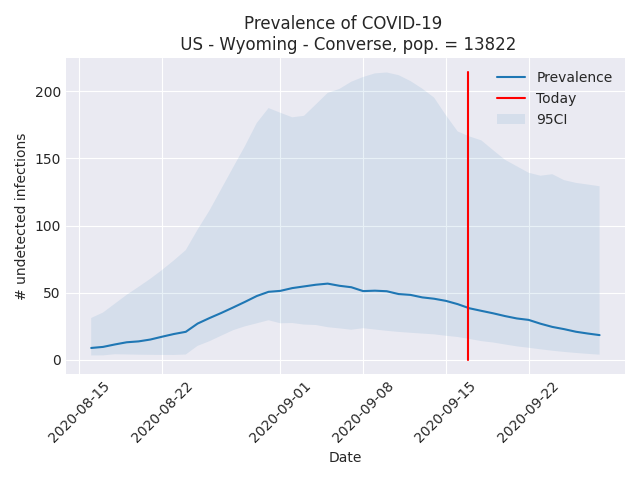 Prevalence of COVID-19
US - Wyoming - Converse, pop. = 13822
Prevalence
Today
95CI
# undetected infections
200
150
100
50
0
2020-08-15
2020-08-22
2020-09-01
2020-09-08
2020-09-15
2020-09-22
Date